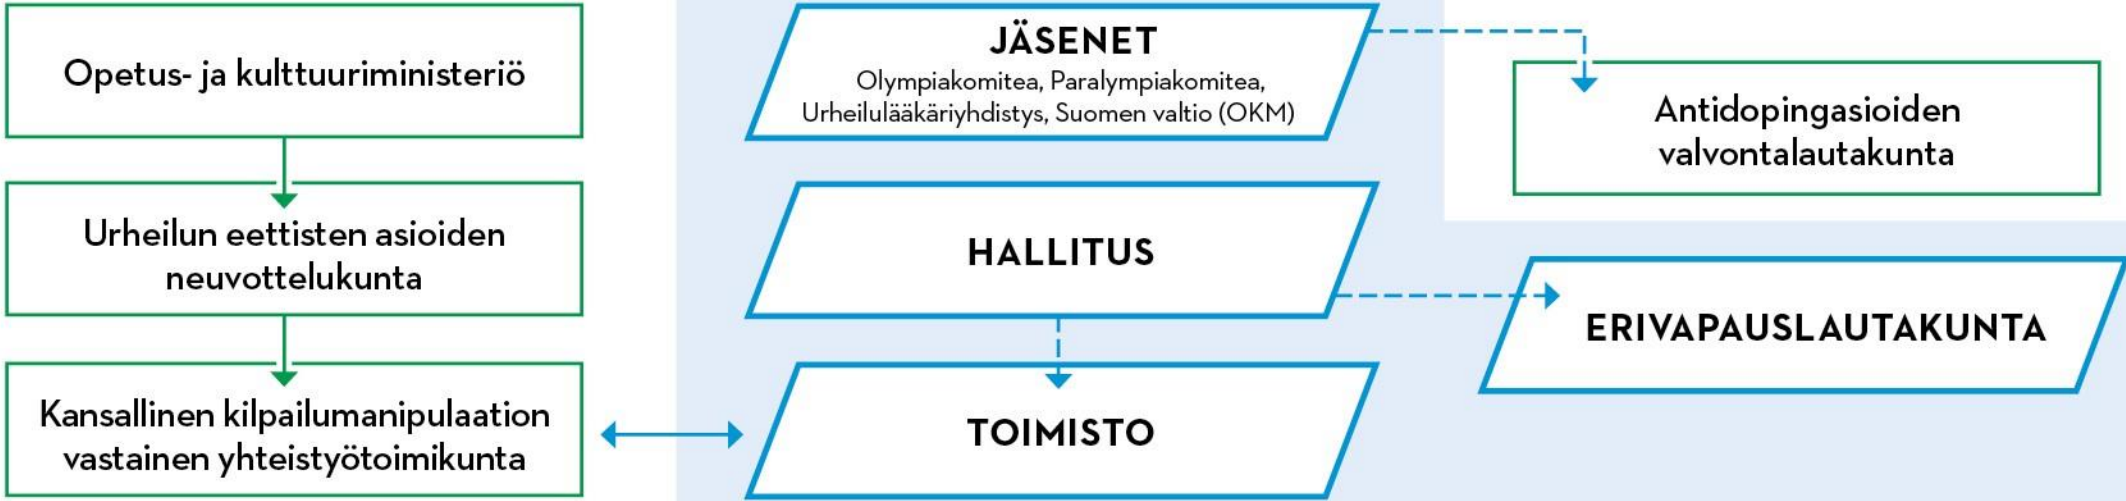 Opetus- ja kulttuuriministeriö
Urheilun eettisten asioiden
neuvottelukunta
Kansallinen kilpailumanipulaation
vastainen yhteistyötoimikunta
JÄSENET
Olympiakomitea, Paralympiakomitea,
Urheilulääkäriyhdistys, Suomen valtio (OKM)
HALLITUS
TOIMISTO
Antidopingasioiden
valvontalautakunta
ERIVAPAUSLAUTAKUNTA